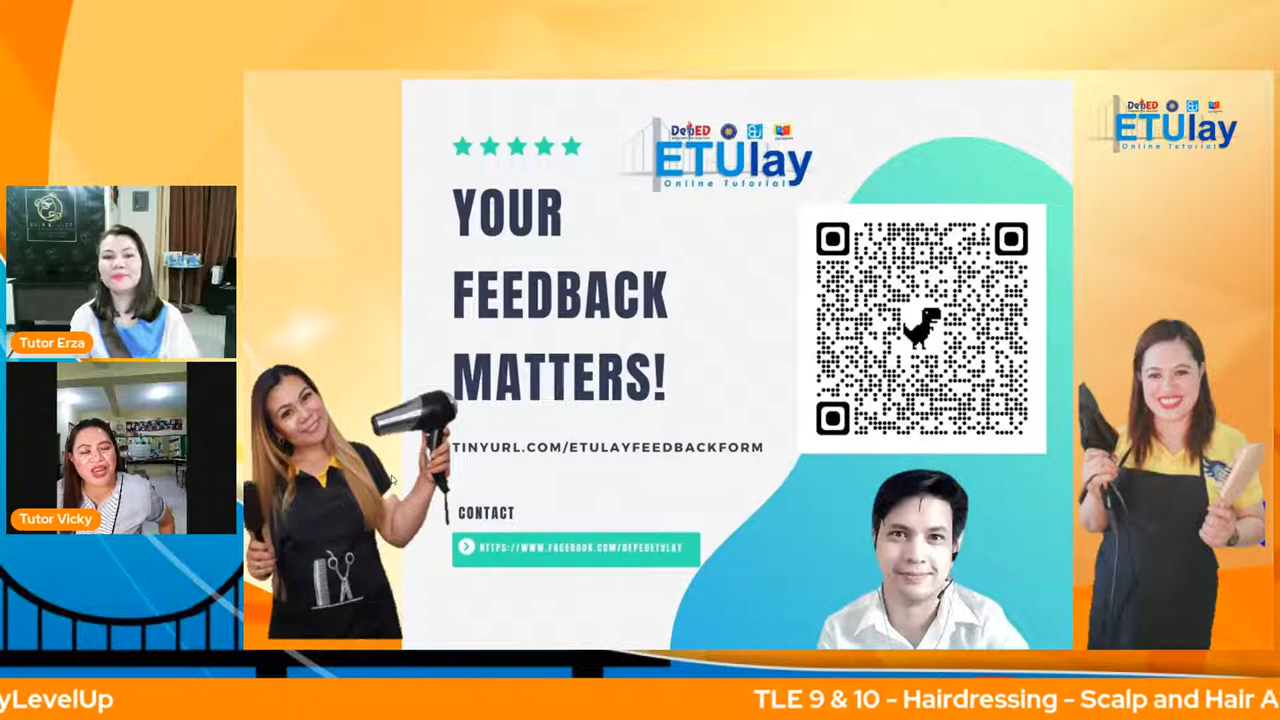 DepED
ETUlay
Online Tutorial
DepED
ETUlay
Online Tutorial
YOUR
FEEDBACK
MATTERS!
TINYURL.COM/ETULAYFEEDBACKFORM
CONTACT
HTTPS://WWW.FACEBOOK.COM/DEPEDETULAY
Tutor Erza
Tutor Vicky
yLevelUp
TLE 9 & 10 - Hairdressing - Scalp and Hair A